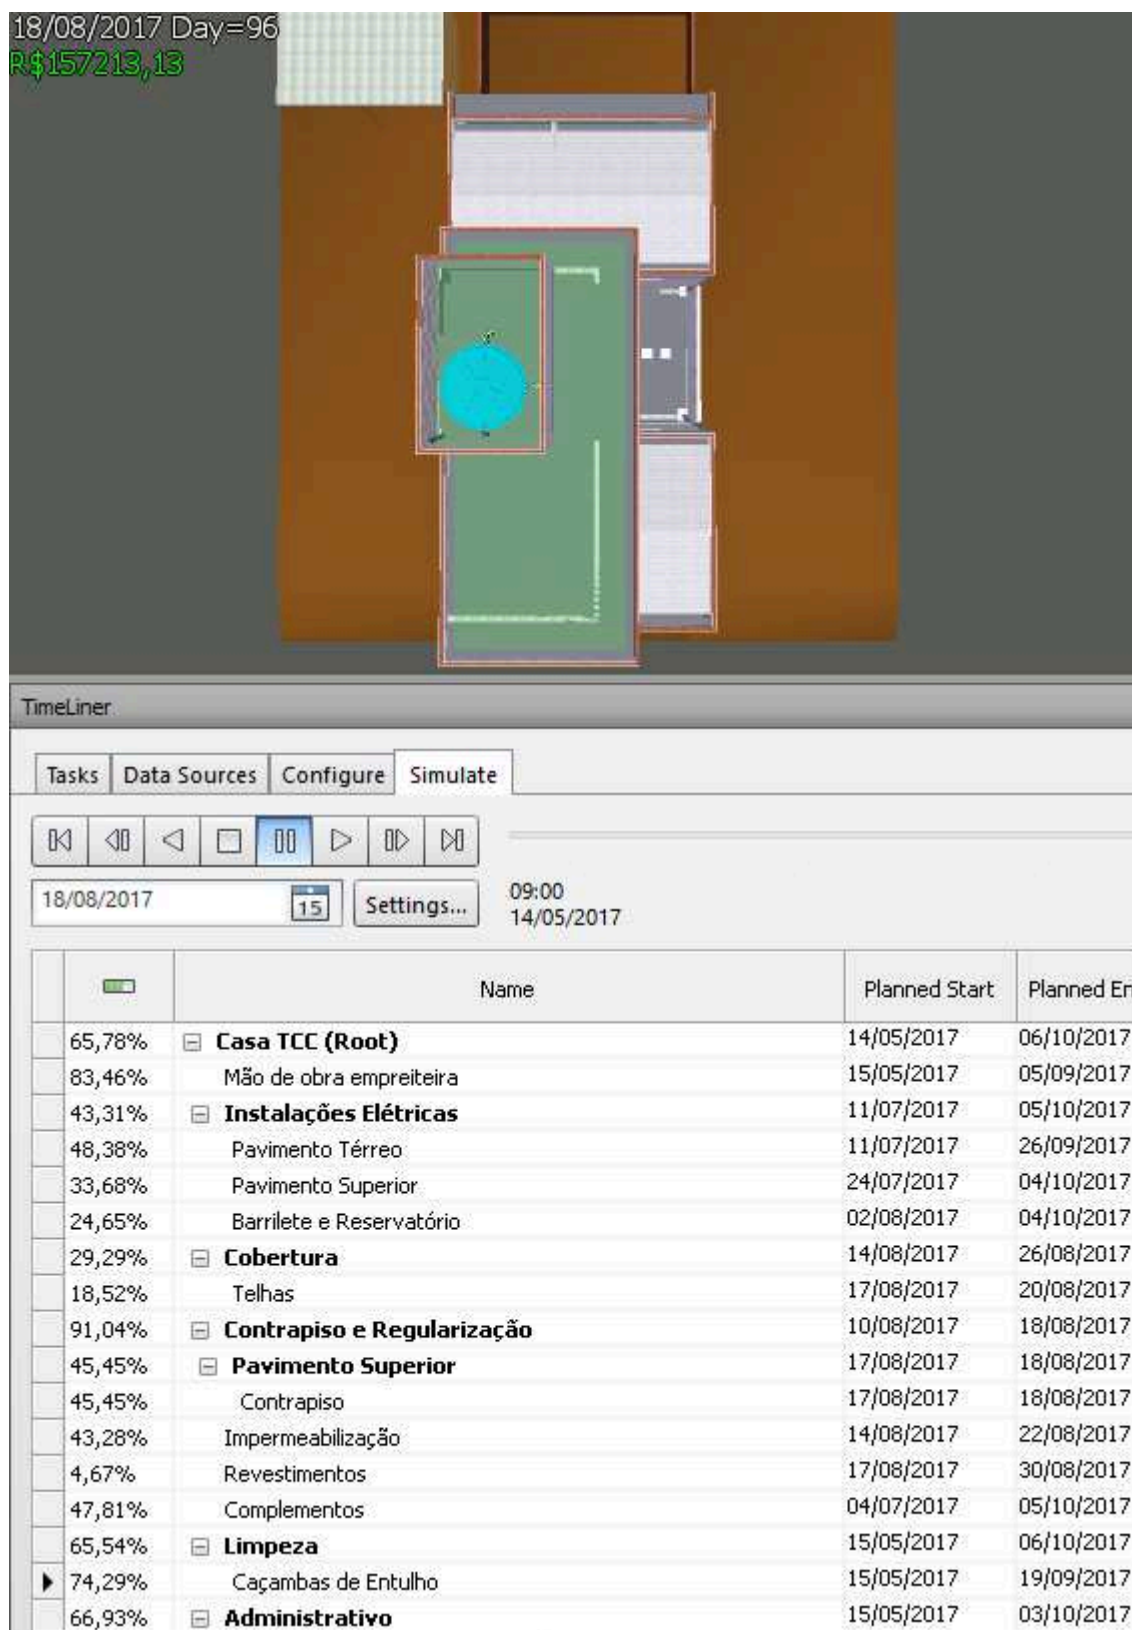 18/08/2017 Day=96
R$157213,13
TimeLiner
Tasks Data Sources Configure Simulate
18/08/2017 15 Settings... 09:00
14/05/2017
Name Planned Start Planned En
65,78% Casa TCC (Root) 14/05/2017 06/10/2017
83,46% Mão de obra empreiteira 15/05/2017 05/09/2017
43,31% Instalações Elétricas 11/07/2017 05/10/2017
48,38% Pavimento Térreo 11/07/2017 26/09/2017
33,68% Pavimento Superior 24/07/2017 04/10/2017
24,65% Barrilete e Reservatório 02/08/2017 04/10/2017
29,29% Cobertura 14/08/2017 26/08/2017
18,52% Telhas 17/08/2017 20/08/2017
91,04% Contrapiso e Regularização 10/08/2017 18/08/2017
45,45% Pavimento Superior 17/08/2017 18/08/2017
45,45% Contrapiso 17/08/2017 18/08/2017
43,28% Impermeabilização 14/08/2017 22/08/2017
4,67% Revestimentos 17/08/2017 30/08/2017
47,81% Complementos 04/07/2017 05/10/2017
65,54% Limpeza 15/05/2017 06/10/2017
74,29% Caçambas de Entulho 15/05/2017 19/09/2017
66,93% Administrativo 15/05/2017 03/10/2017